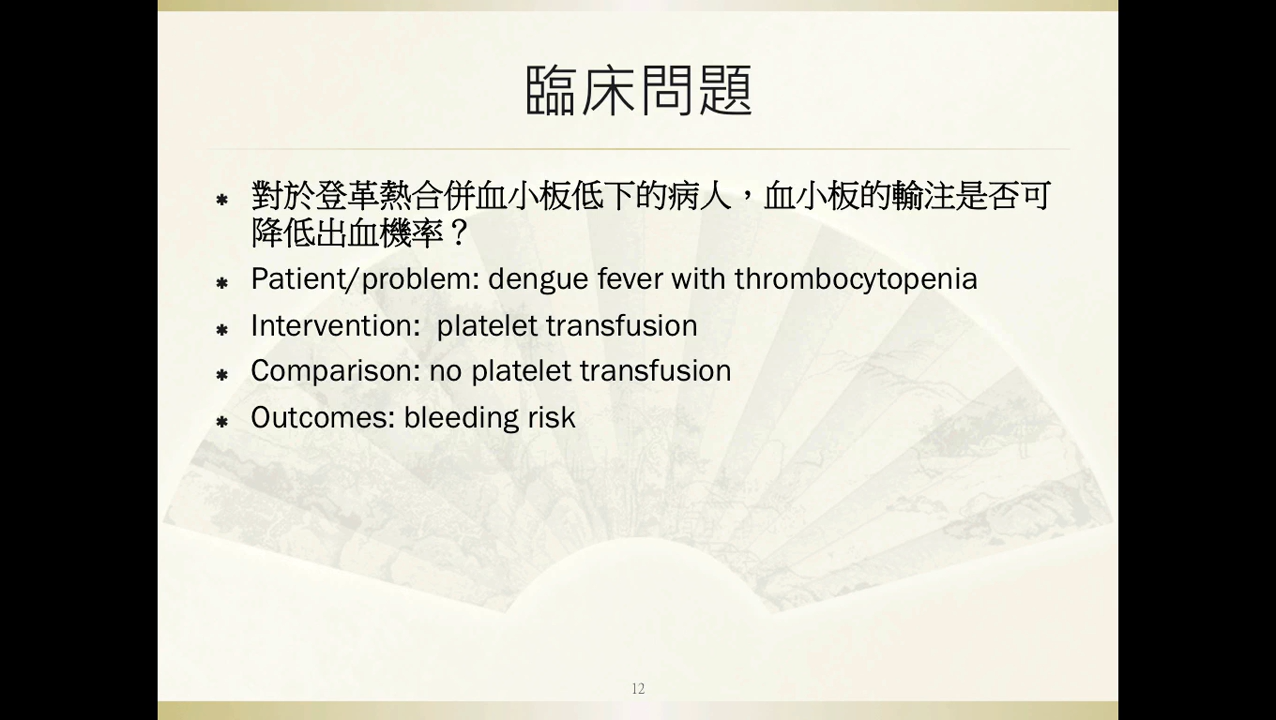 臨床問題
對於登革熱合併血小板低下的病人，血小板的輸注是否可
降低出血機率？
Patient/problem: dengue fever with thrombocytopenia
Intervention:  platelet transfusion
Comparison: no platelet transfusion
Outcomes: bleeding risk
12